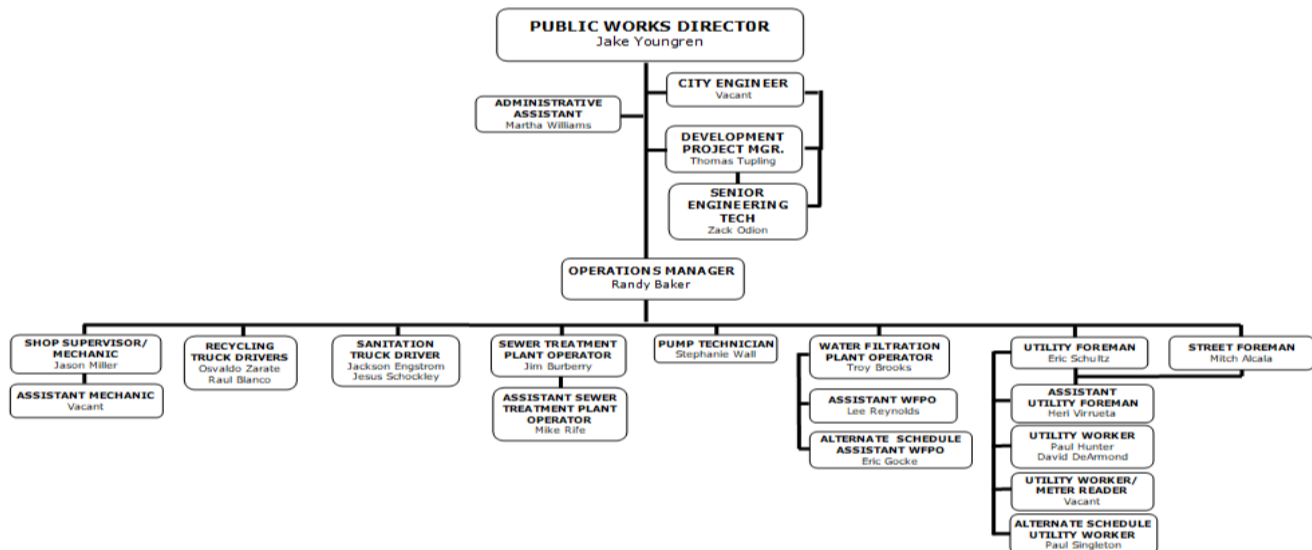 PUBLIC WORKS DIRECTOR
Jake Youngren
CITY ENGINEER
Vacant
ADMINISTRATIVE
ASSISTANT
Martha Williams
DEVELOPMENT
PROJECT MGR.
Thomas Tupling
SENIOR
ENGINEERING
TECH
Zack Odion
OPERATIONS MANAGER
Randy Baker
SHOP SUPERVISOR/
MECHANIC
Jason Miller
ASSISTANT MECHANIC
Vacant
RECYCLING
TRUCK DRIVERS
Osvaldo Zarate
Raul Blanco
SANITATION
TRUCK DRIVER
Jackson Engstrom
Jesus Schockley
SEWER TREATMENT
PLANT OPERATOR
Jim Burberry
ASSISTANT SEWER
TREATMENT PLANT
OPERATOR
Mike Rife
PUMP TECHNICIAN
Stephanie Wall
WATER FILTRATION
PLANT OPERATOR
Troy Brooks
ASSISTANT WFPO
Lee Reynolds
ALTERNATE SCHEDULE
ASSISTANT WFPO
Eric Gocke
UTILITY FOREMAN
Eric Schultz
STREET FOREMAN
Mitch Alcala
ASSISTANT
UTILITY FOREMAN
Heri Virrueta
UTILITY WORKER
Paul Hunter
David DeArmond
UTILITY WORKER/
METER READER
Vacant
ALTERNATE SCHEDULE
UTILITY WORKER
Paul Singleton